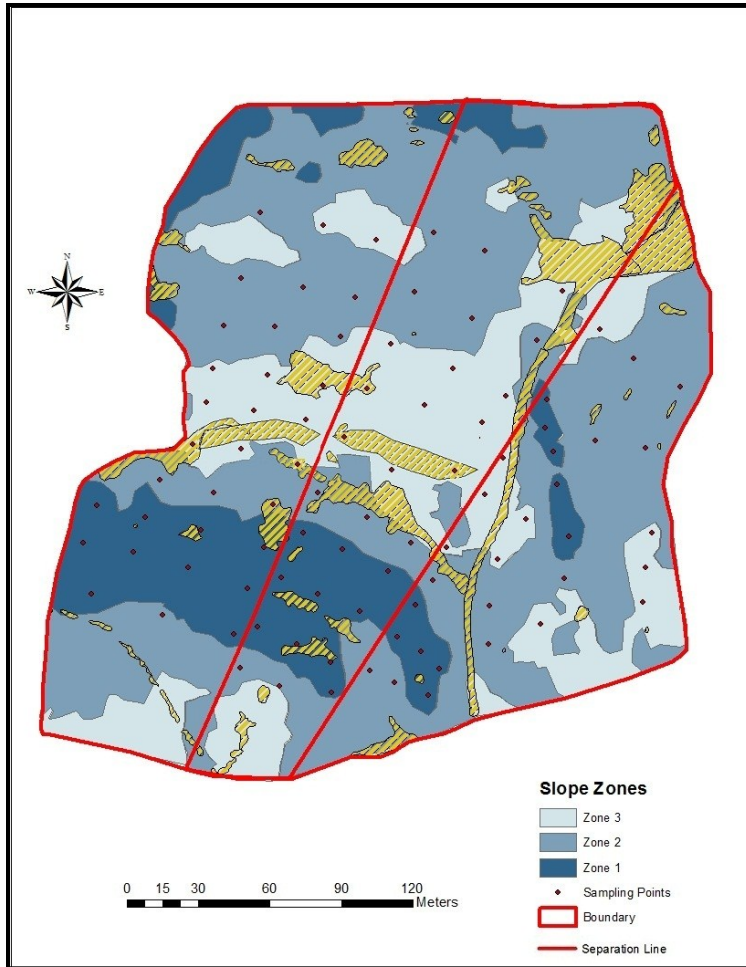 N
W E
S
Slope Zones
Zone 3
Zone 2
Zone 1
Sampling Points
Boundary
Separation Line
0 15 30 60 90 120
Meters